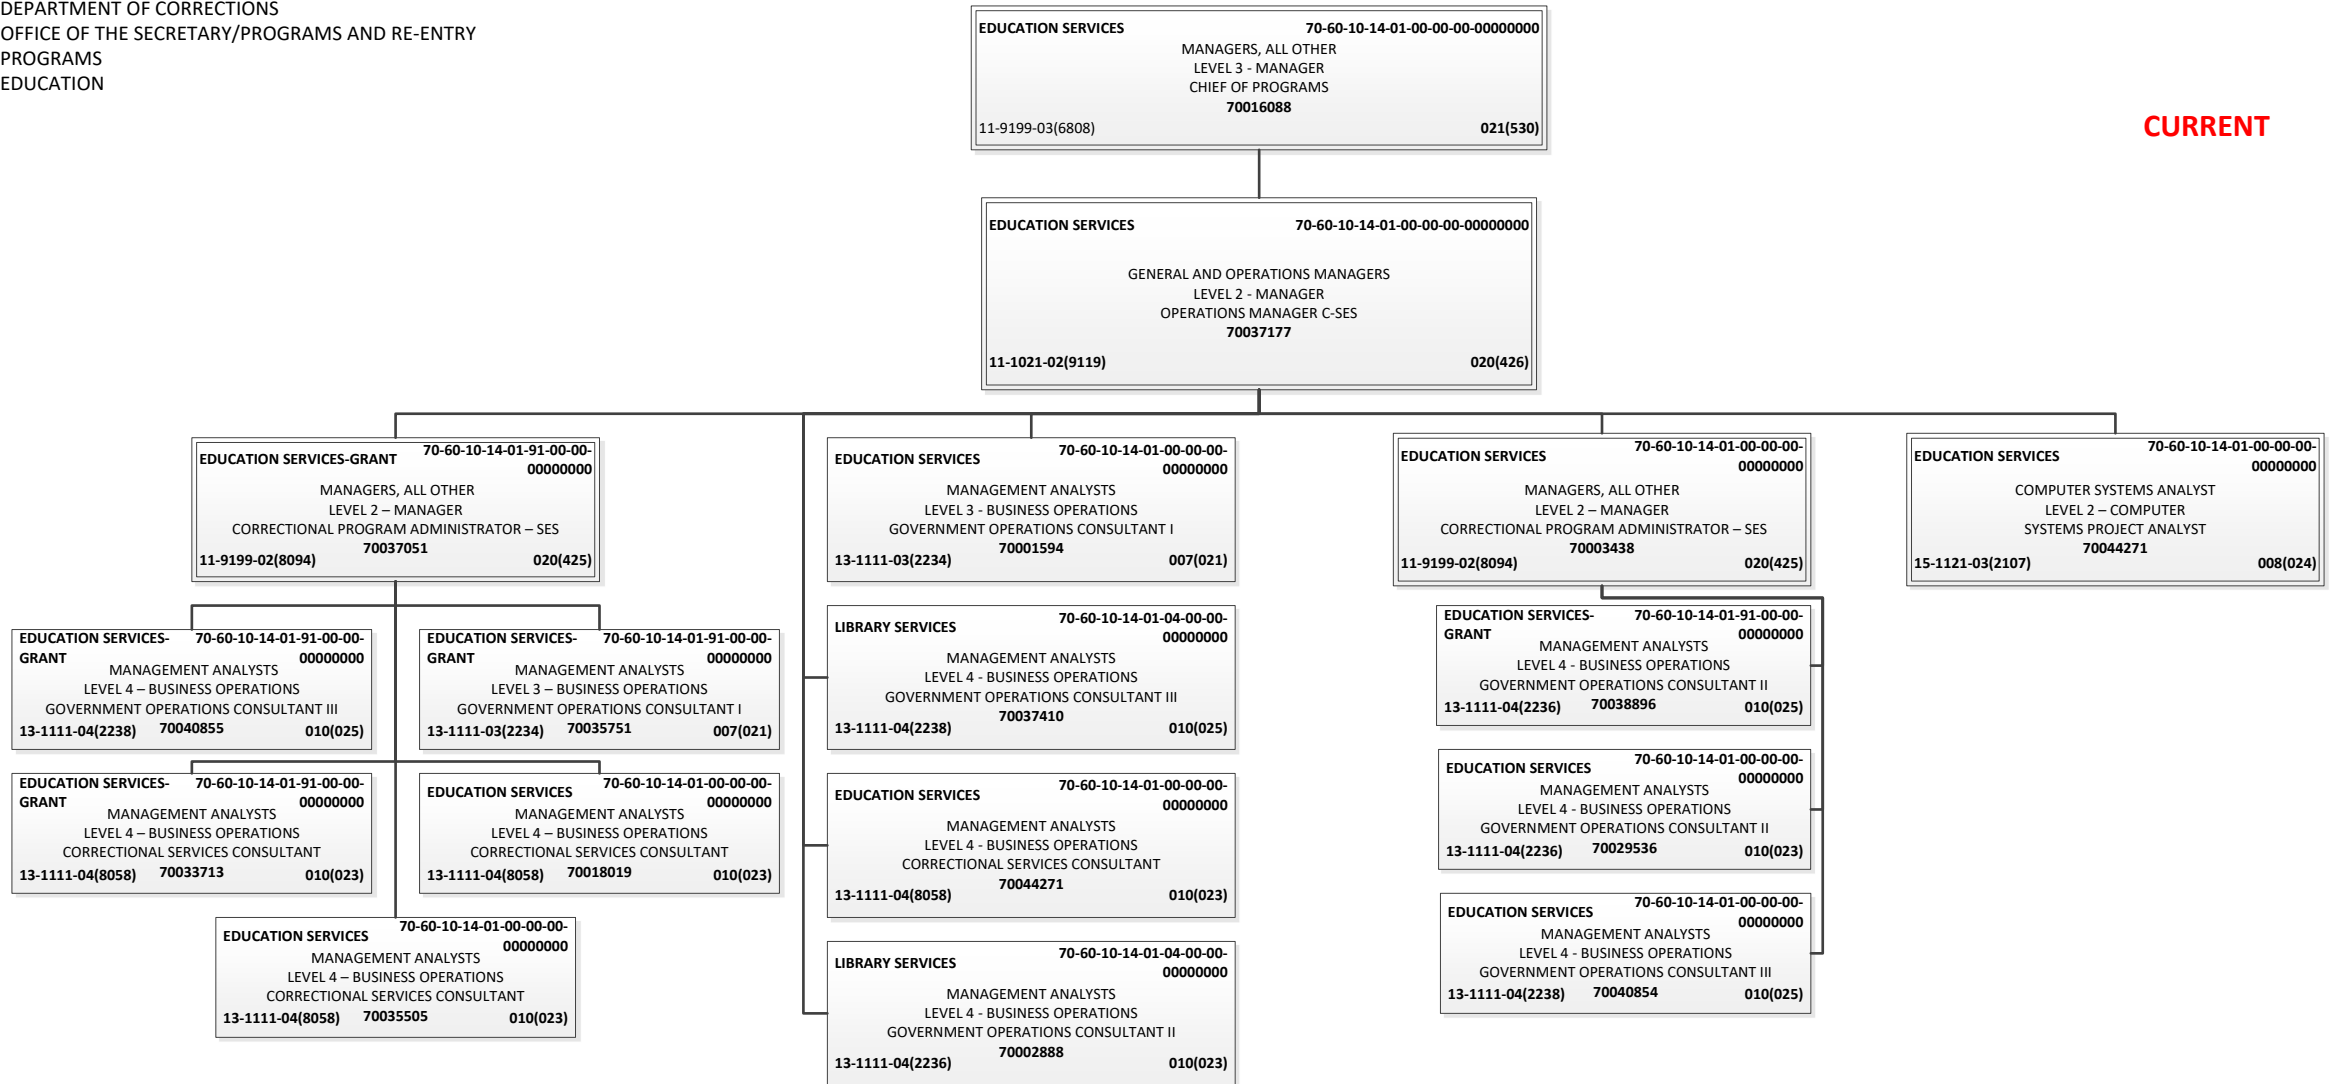 DEPARTMENT OF CORRECTIONS
OFFICE OF THE SECRETARY/PROGRAMS AND RE-ENTRY
PROGRAMS
EDUCATION
CURRENT
EDUCATION SERVICES 70-60-10-14-01-00-00-00-00000000
MANAGERS, ALL OTHER
LEVEL 3 - MANAGER
CHIEF OF PROGRAMS
70016088
11-9199-03(6808) 021(530)
EDUCATION SERVICES 70-60-10-14-01-00-00-00-00000000
GENERAL AND OPERATIONS MANAGERS
LEVEL 2 - MANAGER
OPERATIONS MANAGER C-SES
70037177
11-1021-02(9119) 020(426)
EDUCATION SERVICES-GRANT 70-60-10-14-01-91-00-00-
00000000
MANAGERS, ALL OTHER
LEVEL 2 – MANAGER
CORRECTIONAL PROGRAM ADMINISTRATOR – SES
70037051
11-9199-02(8094) 020(425)
EDUCATION SERVICES- 70-60-10-14-01-91-00-00-
GRANT 00000000
MANAGEMENT ANALYSTS
LEVEL 4 – BUSINESS OPERATIONS
GOVERNMENT OPERATIONS CONSULTANT III
13-1111-04(2238) 70040855 010(025)
EDUCATION SERVICES- 70-60-10-14-01-91-00-00-
GRANT 00000000
MANAGEMENT ANALYSTS
LEVEL 3 – BUSINESS OPERATIONS
GOVERNMENT OPERATIONS CONSULTANT I
13-1111-03(2234) 70035751 007(021)
EDUCATION SERVICES- 70-60-10-14-01-91-00-00-
GRANT 00000000
MANAGEMENT ANALYSTS
LEVEL 4 – BUSINESS OPERATIONS
CORRECTIONAL SERVICES CONSULTANT
13-1111-04(8058) 70033713 010(023)
EDUCATION SERVICES 70-60-10-14-01-00-00-00-
00000000
MANAGEMENT ANALYSTS
LEVEL 4 – BUSINESS OPERATIONS
CORRECTIONAL SERVICES CONSULTANT
13-1111-04(8058) 70018019 010(023)
EDUCATION SERVICES 70-60-10-14-01-00-00-00-
00000000
MANAGEMENT ANALYSTS
LEVEL 4 – BUSINESS OPERATIONS
CORRECTIONAL SERVICES CONSULTANT
13-1111-04(8058) 70035505 010(023)
EDUCATION SERVICES 70-60-10-14-01-00-00-00-
00000000
MANAGEMENT ANALYSTS
LEVEL 3 - BUSINESS OPERATIONS
GOVERNMENT OPERATIONS CONSULTANT I
70001594
13-1111-03(2234) 007(021)
LIBRARY SERVICES 70-60-10-14-01-04-00-00-
00000000
MANAGEMENT ANALYSTS
LEVEL 4 - BUSINESS OPERATIONS
GOVERNMENT OPERATIONS CONSULTANT III
70037410
13-1111-04(2238) 010(025)
EDUCATION SERVICES 70-60-10-14-01-00-00-00-
00000000
MANAGEMENT ANALYSTS
LEVEL 4 - BUSINESS OPERATIONS
CORRECTIONAL SERVICES CONSULTANT
70044271
13-1111-04(8058) 010(023)
LIBRARY SERVICES 70-60-10-14-01-04-00-00-
00000000
MANAGEMENT ANALYSTS
LEVEL 4 - BUSINESS OPERATIONS
GOVERNMENT OPERATIONS CONSULTANT II
70002888
13-1111-04(2236) 010(023)
EDUCATION SERVICES 70-60-10-14-01-00-00-00-
00000000
MANAGERS, ALL OTHER
LEVEL 2 – MANAGER
CORRECTIONAL PROGRAM ADMINISTRATOR – SES
70003438
11-9199-02(8094) 020(425)
EDUCATION SERVICES- 70-60-10-14-01-91-00-00-
GRANT 00000000
MANAGEMENT ANALYSTS
LEVEL 4 - BUSINESS OPERATIONS
GOVERNMENT OPERATIONS CONSULTANT II
13-1111-04(2236) 70038896 010(025)
EDUCATION SERVICES 70-60-10-14-01-00-00-00-
00000000
MANAGEMENT ANALYSTS
LEVEL 4 - BUSINESS OPERATIONS
GOVERNMENT OPERATIONS CONSULTANT II
13-1111-04(2236) 70029536 010(023)
EDUCATION SERVICES 70-60-10-14-01-00-00-00-
00000000
MANAGEMENT ANALYSTS
LEVEL 4 - BUSINESS OPERATIONS
GOVERNMENT OPERATIONS CONSULTANT III
13-1111-04(2238) 70040854 010(025)
EDUCATION SERVICES 70-60-10-14-01-00-00-00-
00000000
COMPUTER SYSTEMS ANALYST
LEVEL 2 – COMPUTER
SYSTEMS PROJECT ANALYST
70044271
15-1121-03(2107) 008(024)